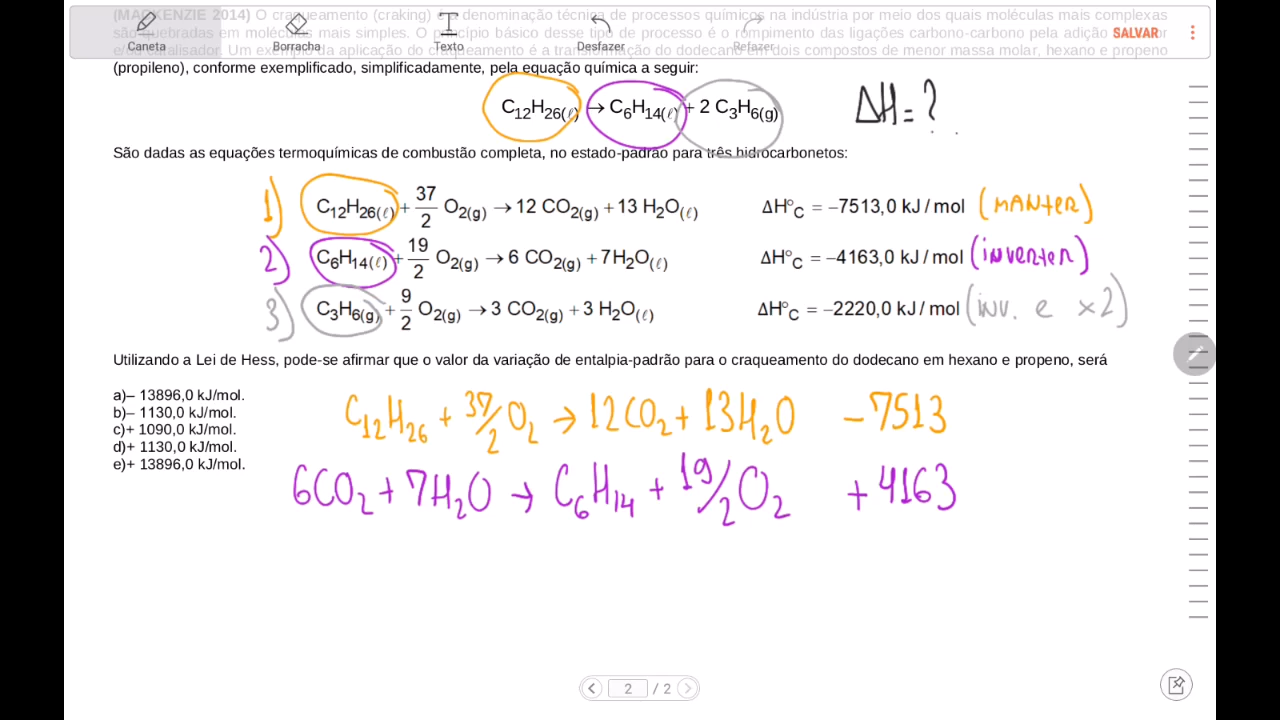 (MACKENZIE 2014) O craqueamento (craking) é a denominação técnica de processos químicos na indústria por meio dos quais moléculas mais complexas
são quebradas em moléculas mais simples. O princípio básico desse tipo de processo é o rompimento das ligações carbono-carbono pela adição
e/ou catalisador. Um exemplo da aplicação do craqueamento é a transformação do dodecano em dois compostos de menor massa molar, hexano e propeno
Caneta Borracha Texto Desfazer Refazer SALVAR
(propileno), conforme exemplificado, simplificadamente, pela equação química a seguir:
C₁₂H₂₆(ℓ) → C₆H₁₄(ℓ) + 2 C₃H₆(g) ΔH = ?
São dadas as equações termoquímicas de combustão completa, no estado-padrão para três hidrocarbonetos:
1) C₁₂H₂₆(ℓ) + 37/2 O₂(g) → 12 CO₂(g) + 13 H₂O(ℓ) ΔH°C = –7513,0 kJ / mol (MANTER)
2) C₆H₁₄(ℓ) + 19/2 O₂(g) → 6 CO₂(g) + 7H₂O(ℓ) ΔH°C = –4163,0 kJ / mol (inverter)
3) C₃H₆(g) + 9/2 O₂(g) → 3 CO₂(g) + 3 H₂O(ℓ) ΔH°C = –2220,0 kJ / mol (inv. e x2)
Utilizando a Lei de Hess, pode-se afirmar que o valor da variação de entalpia-padrão para o craqueamento do dodecano em hexano e propeno, será
a)– 13896,0 kJ/mol.
b)– 1130,0 kJ/mol.
c)+ 1090,0 kJ/mol.
d)+ 1130,0 kJ/mol.
e)+ 13896,0 kJ/mol.
C₁₂H₂₆ + 37/2 O₂ → 12CO₂ + 13H₂O – 7513
6CO₂ + 7H₂O → C₆H₁₄ + 19/2 O₂ + 4163
2 / 2